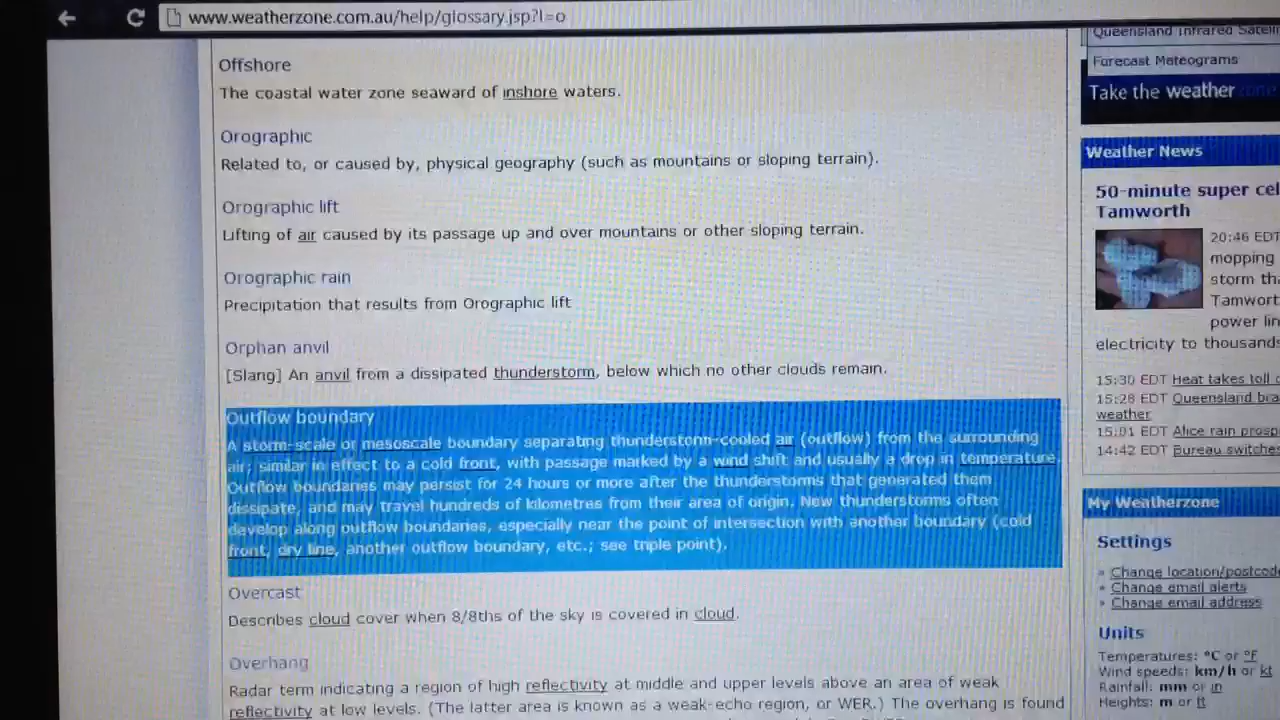 www.weatherzone.com.au/help/glossary.jsp?l=o
Offshore
The coastal water zone seaward of inshore waters.
Orographic
Related to, or caused by, physical geography (such as mountains or sloping terrain).
Orographic lift
Lifting of air caused by its passage up and over mountains or other sloping terrain.
Orographic rain
Precipitation that results from Orographic lift
Orphan anvil
[Slang] An anvil from a dissipated thunderstorm, below which no other clouds remain.
Outflow boundary
A storm-scale or mesoscale boundary separating thunderstorm-cooled air (outflow) from the surrounding
air; similar in effect to a cold front, with passage marked by a wind shift and usually a drop in temperature.
Outflow boundaries may persist for 24 hours or more after the thunderstorms that generated them
dissipate, and may travel hundreds of kilometres from their area of origin. New thunderstorms often
develop along outflow boundaries, especially near the point of intersection with another boundary (cold
front, dry line, another outflow boundary, etc.; see triple point).
Overcast
Describes cloud cover when 8/8ths of the sky is covered in cloud.
Overhang
Radar term indicating a region of high reflectivity at middle and upper levels above an area of weak
reflectivity at low levels. (The latter area is known as a weak-echo region, or WER.) The overhang is found
Queensland Infrared Satelli
Forecast Meteograms
Take the weatherzone
Weather News
50-minute super cel
Tamworth
20:46 EDT
mopping
storm tha
Tamwort
power lin
electricity to thousands
15:30 EDT Heat takes toll
15:28 EDT Queensland bra
weather
15:01 EDT Alice rain prosp
14:42 EDT Bureau switches
My Weatherzone
Settings
» Change location/postcode
» Change email alerts
» Change email address
Units
Temperatures: °C or °F
Wind speeds: km/h or kt
Rainfall: mm or in
Heights: m or ft